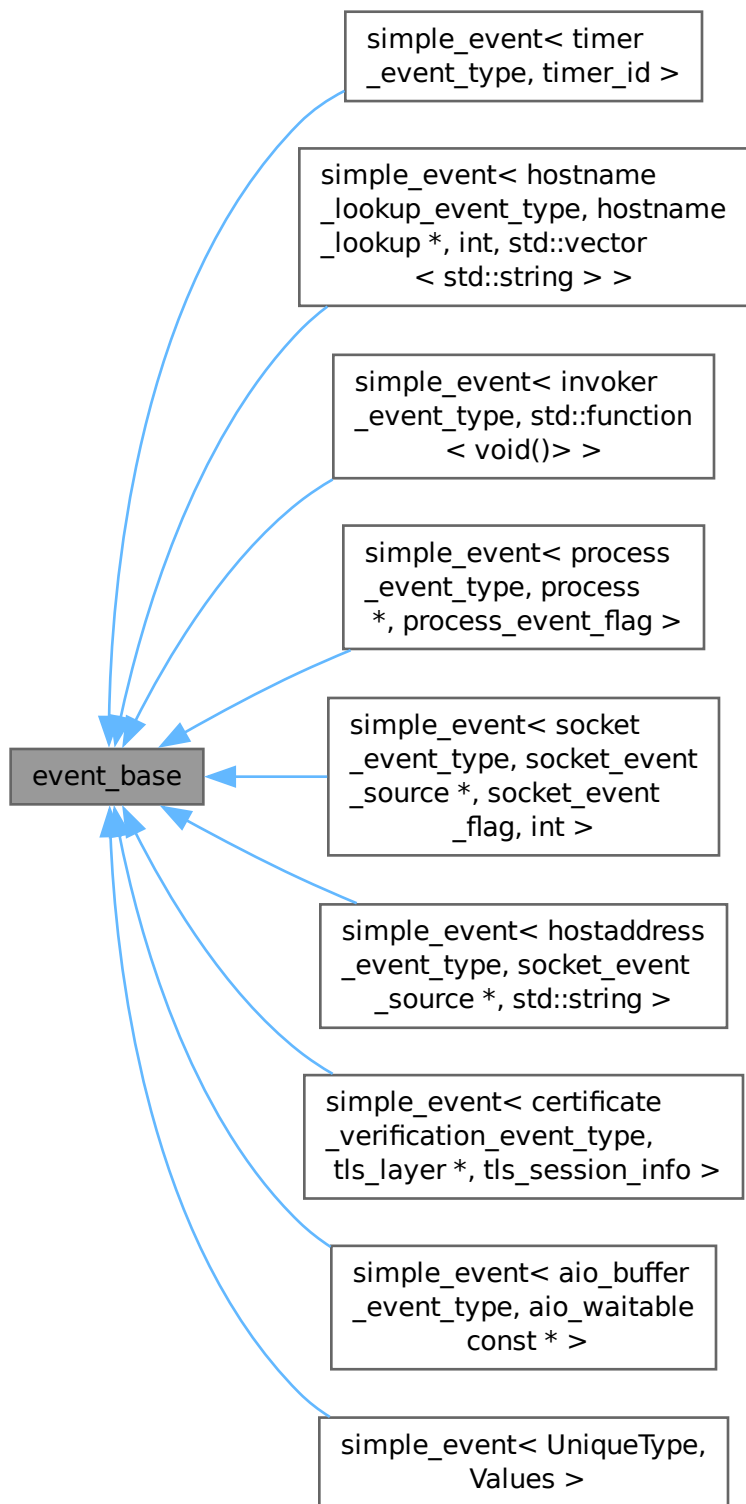 simple_event< timer
_event_type, timer_id >
simple_event< hostname
_lookup_event_type, hostname
_lookup *, int, std::vector
< std::string > >
simple_event< invoker
_event_type, std::function
< void()> >
simple_event< process
_event_type, process
*, process_event_flag >
event_base
simple_event< socket
_event_type, socket_event
_source *, socket_event
_flag, int >
simple_event< hostaddress
_event_type, socket_event
_source *, std::string >
simple_event< certificate
_verification_event_type,
tls_layer *, tls_session_info >
simple_event< aio_buffer
_event_type, aio_waitable
const * >
simple_event< UniqueType,
Values >